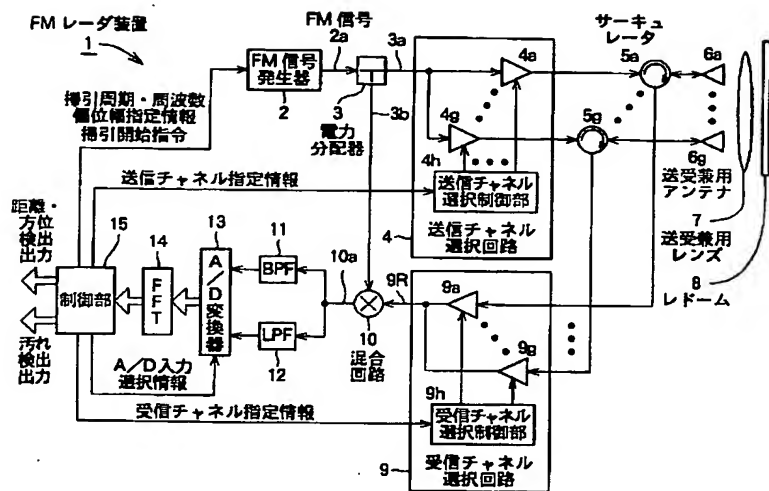 FMレーダ装置
1
FM信号
2a
FM信号
発生器
2
3a
3
電力
分配器
3b
掃引周期・周波数
偏位幅指定情報
掃引開始指令
4a
4g
4h
送信チャネル
選択制御部
4
送信チャネル
選択回路
サーキュ
レータ
5a
5g
6a
6g
送受兼用
アンテナ
7
送受兼用
レンズ
8
レドーム
送信チャネル指定情報
距離・
方位
検出
出力
15
制御部
汚れ
検出
出力
14
FFT
13
A/D変換器
11
BPF
LPF
12
10a
10
混合
回路
9R
9a
9g
9h
受信チャネル
選択制御部
9
受信チャネル
選択回路
A/D入力
選択情報
受信チャネル指定情報